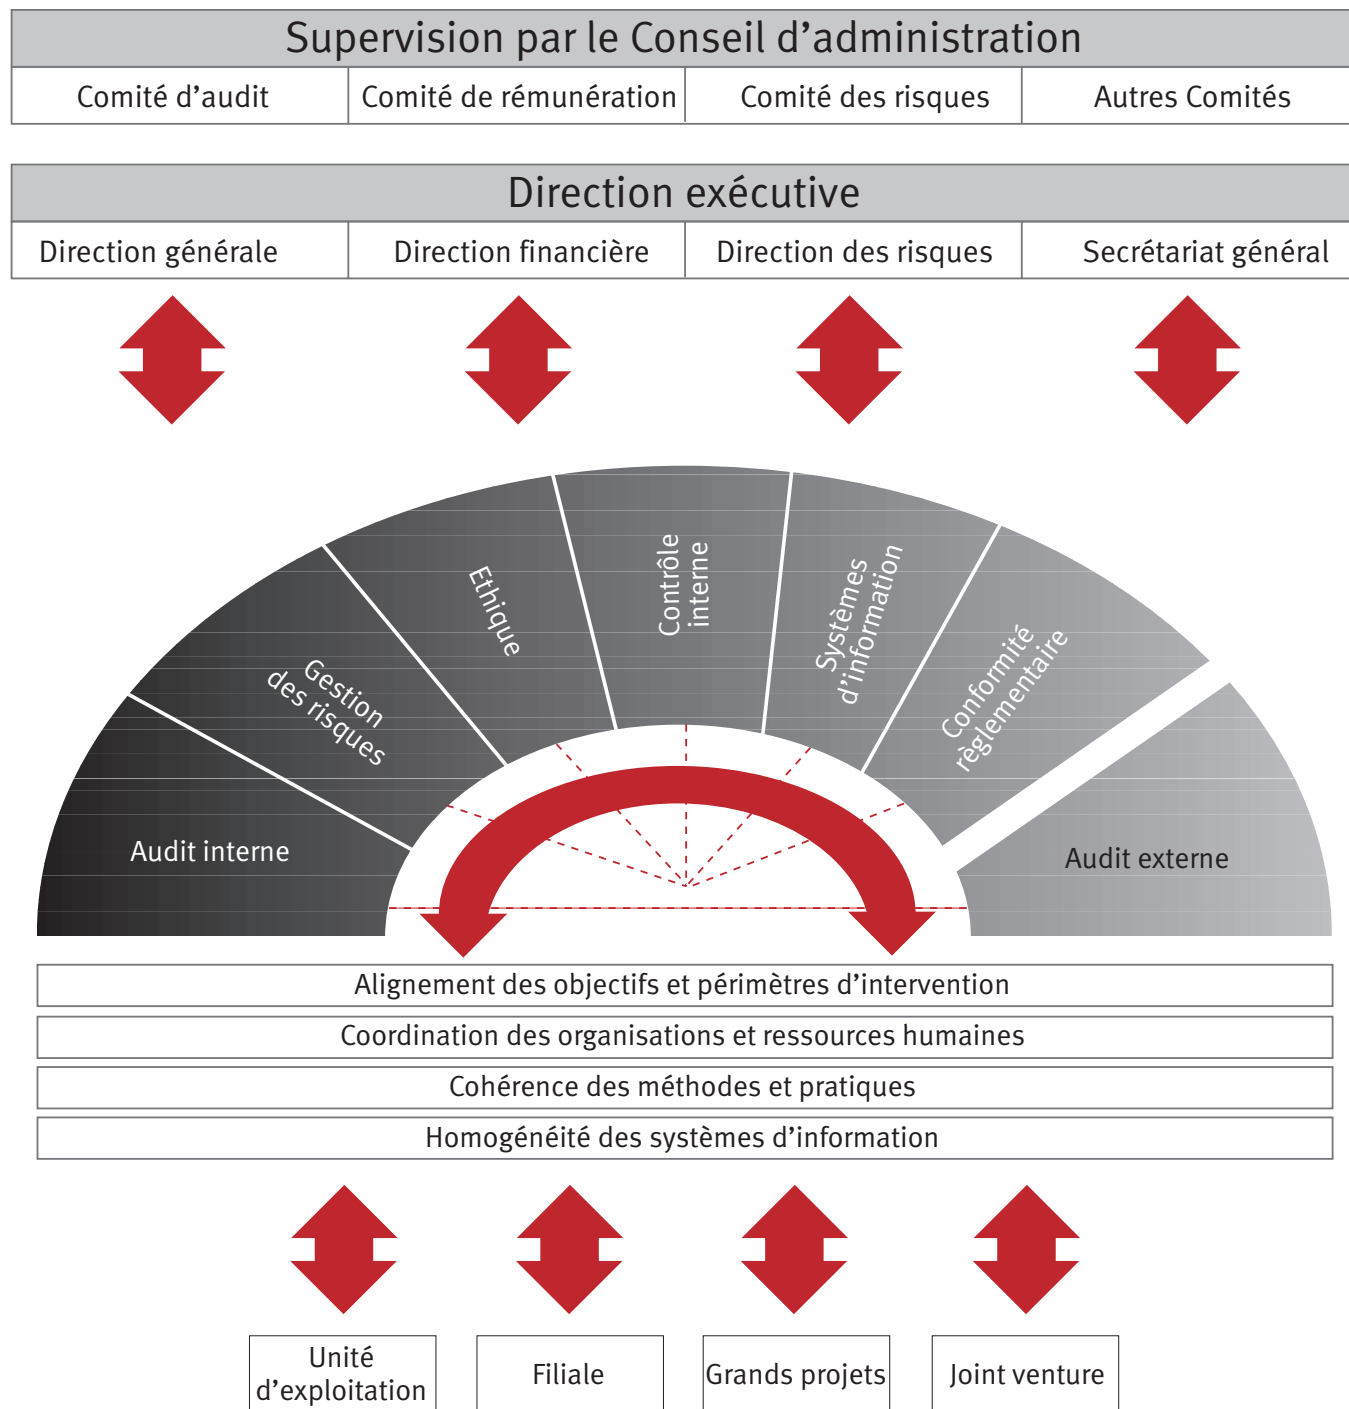 Supervision par le Conseil d’administration
Comité d’audit
Comité de rémunération
Comité des risques
Autres Comités
Direction exécutive
Direction générale
Direction financière
Direction des risques
Secrétariat général
Audit interne
Gestion
des risques
Ethique
Contrôle
interne
Systèmes
d’information
Conformité
règlementaire
Audit externe
Alignement des objectifs et périmètres d’intervention
Coordination des organisations et ressources humaines
Cohérence des méthodes et pratiques
Homogénéité des systèmes d’information
Unité
d’exploitation
Filiale
Grands projets
Joint venture